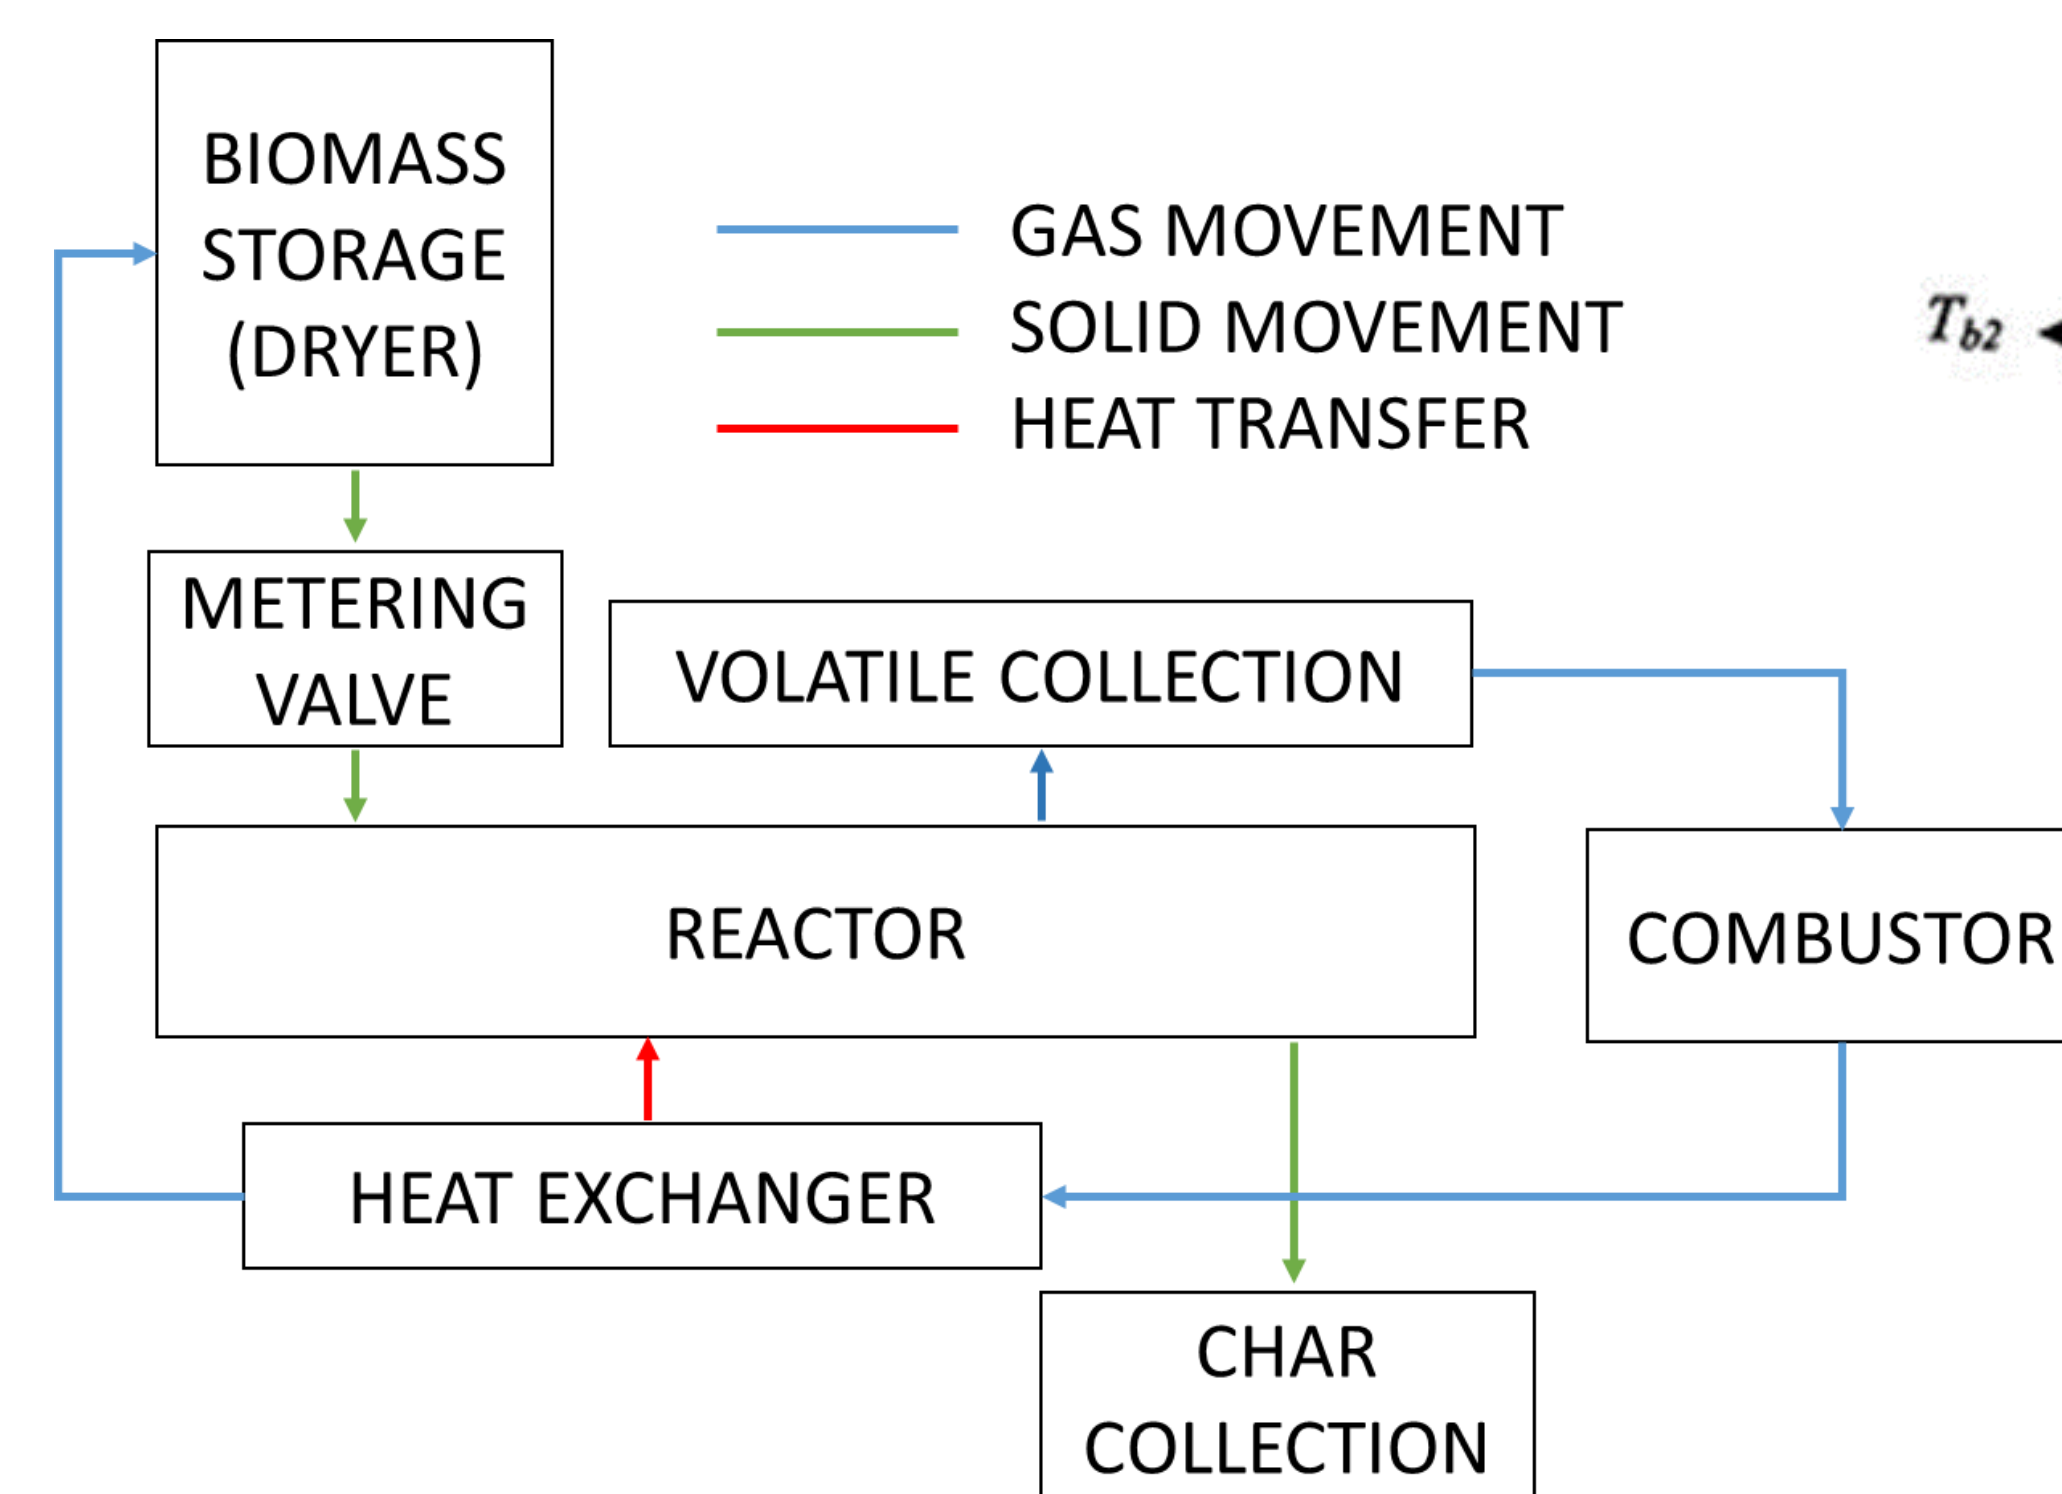 BIOMASS
STORAGE
(DRYER)
GAS MOVEMENT
SOLID MOVEMENT
HEAT TRANSFER
T_b2
METERING
VALVE
VOLATILE COLLECTION
REACTOR
COMBUSTOR
HEAT EXCHANGER
CHAR
COLLECTION